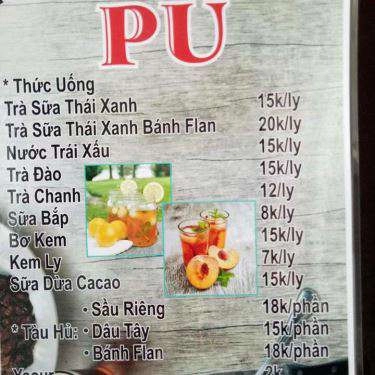 PU
* Thức Uống
Trà Sữa Thái Xanh 15k/ly
Trà Sữa Thái Xanh Bánh Flan 20k/ly
Nước Trái Xấu 15k/ly
Trà Đào 15k/ly
Trà Chanh 12/ly
Sữa Bắp 8k/ly
Bơ Kem 15k/ly
Kem Ly 7k/ly
Sữa Dừa Cacao 15k/ly
• Sầu Riêng 18k/phần
* Tàu Hủ: • Dâu Tây 15k/phần
• Bánh Flan 18k/phần